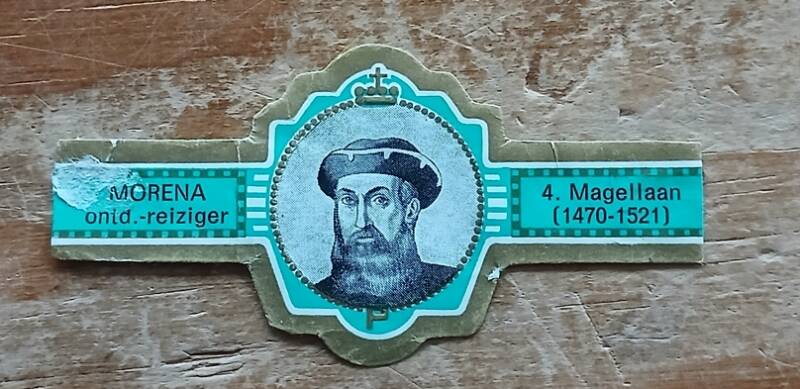 MORENA
ontd.-reiziger
4. Magellaan
(1470-1521)
P